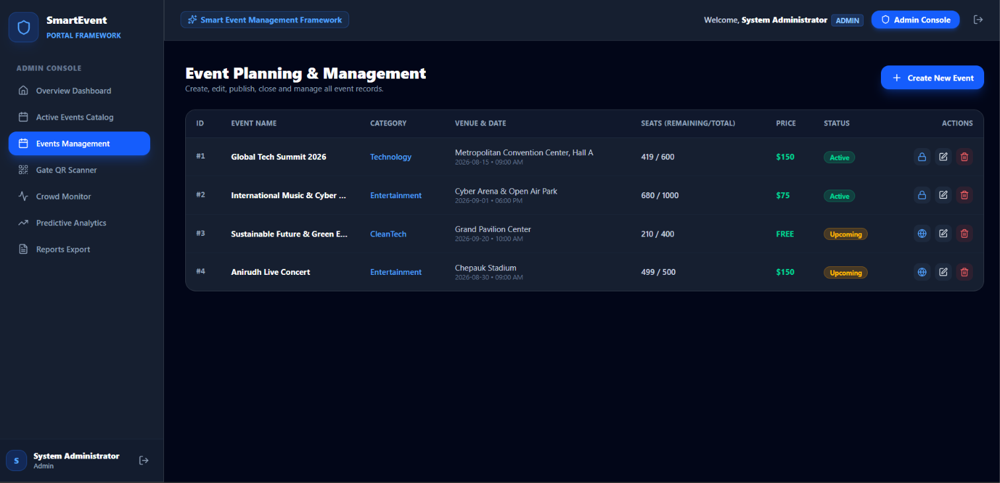 SmartEvent
PORTAL FRAMEWORK
ADMIN CONSOLE
Overview Dashboard
Active Events Catalog
Events Management
Gate QR Scanner
Crowd Monitor
Predictive Analytics
Reports Export
S
System Administrator
Admin
Smart Event Management Framework
Welcome, System Administrator ADMIN
Admin Console
Event Planning & Management
Create, edit, publish, close and manage all event records.
Create New Event
ID EVENT NAME CATEGORY VENUE & DATE SEATS (REMAINING/TOTAL) PRICE STATUS ACTIONS
#1 Global Tech Summit 2026 Technology Metropolitan Convention Center, Hall A 419 / 600 $150 Active
2026-08-15 • 09:00 AM
#2 International Music & Cyber ... Entertainment Cyber Arena & Open Air Park 680 / 1000 $75 Active
2026-09-01 • 06:00 PM
#3 Sustainable Future & Green E... CleanTech Grand Pavilion Center 210 / 400 FREE Upcoming
2026-09-20 • 10:00 AM
#4 Anirudh Live Concert Entertainment Chepauk Stadium 499 / 500 $150 Upcoming
2026-08-30 • 09:00 AM